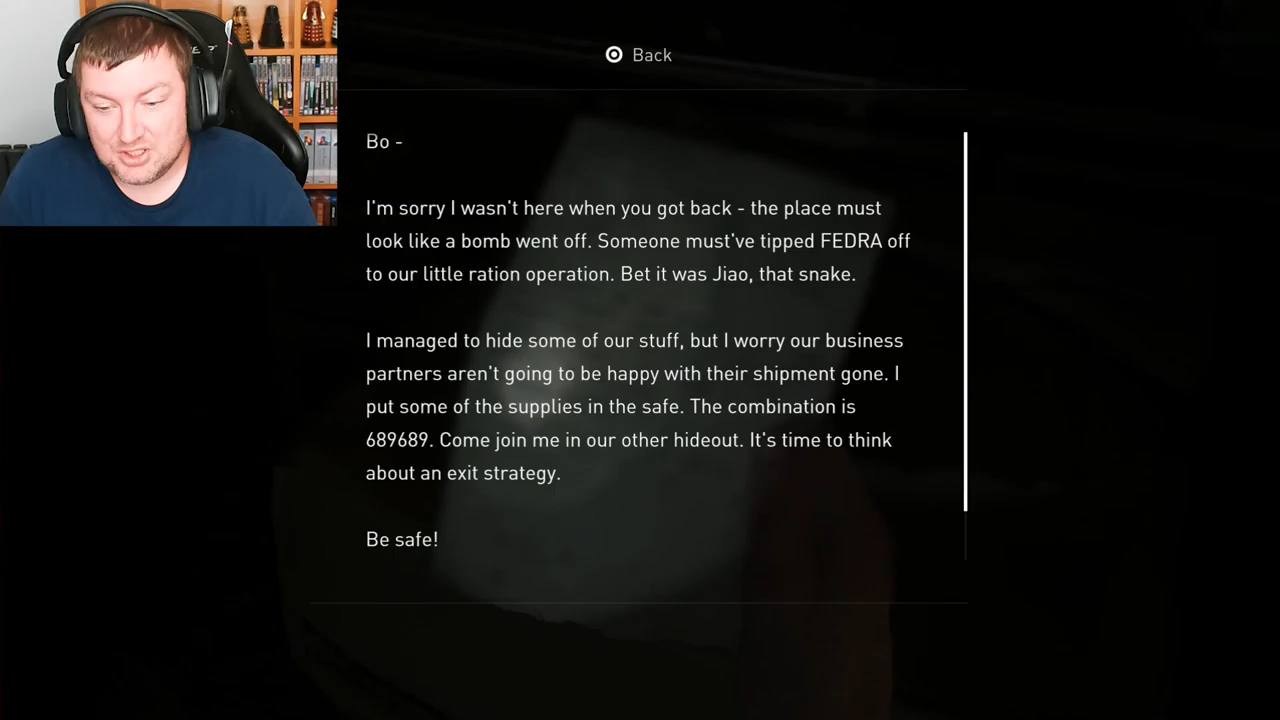 Back
Bo -
I'm sorry I wasn't here when you got back - the place must
look like a bomb went off. Someone must've tipped FEDRA off
to our little ration operation. Bet it was Jiao, that snake.
I managed to hide some of our stuff, but I worry our business
partners aren't going to be happy with their shipment gone. I
put some of the supplies in the safe. The combination is
689689. Come join me in our other hideout. It's time to think
about an exit strategy.
Be safe!